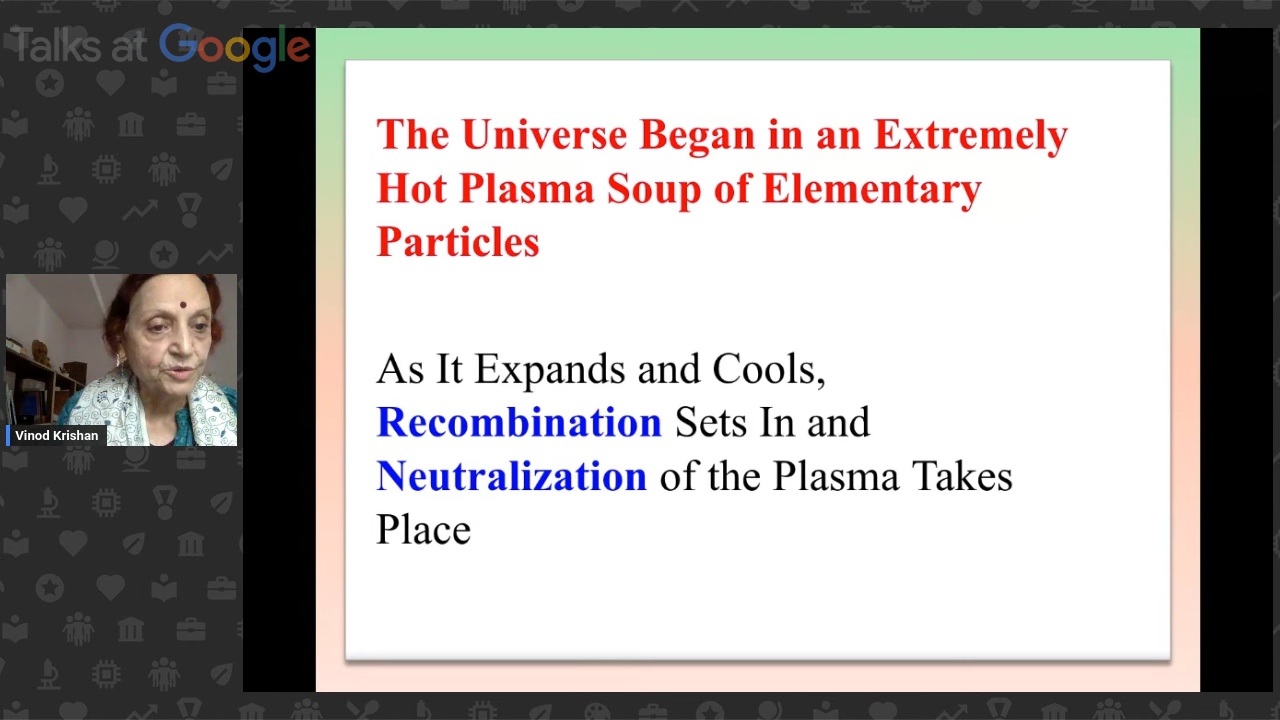 Talks at Google
The Universe Began in an Extremely
Hot Plasma Soup of Elementary
Particles
As It Expands and Cools,
Recombination Sets In and
Neutralization of the Plasma Takes
Place
Vinod Krishan